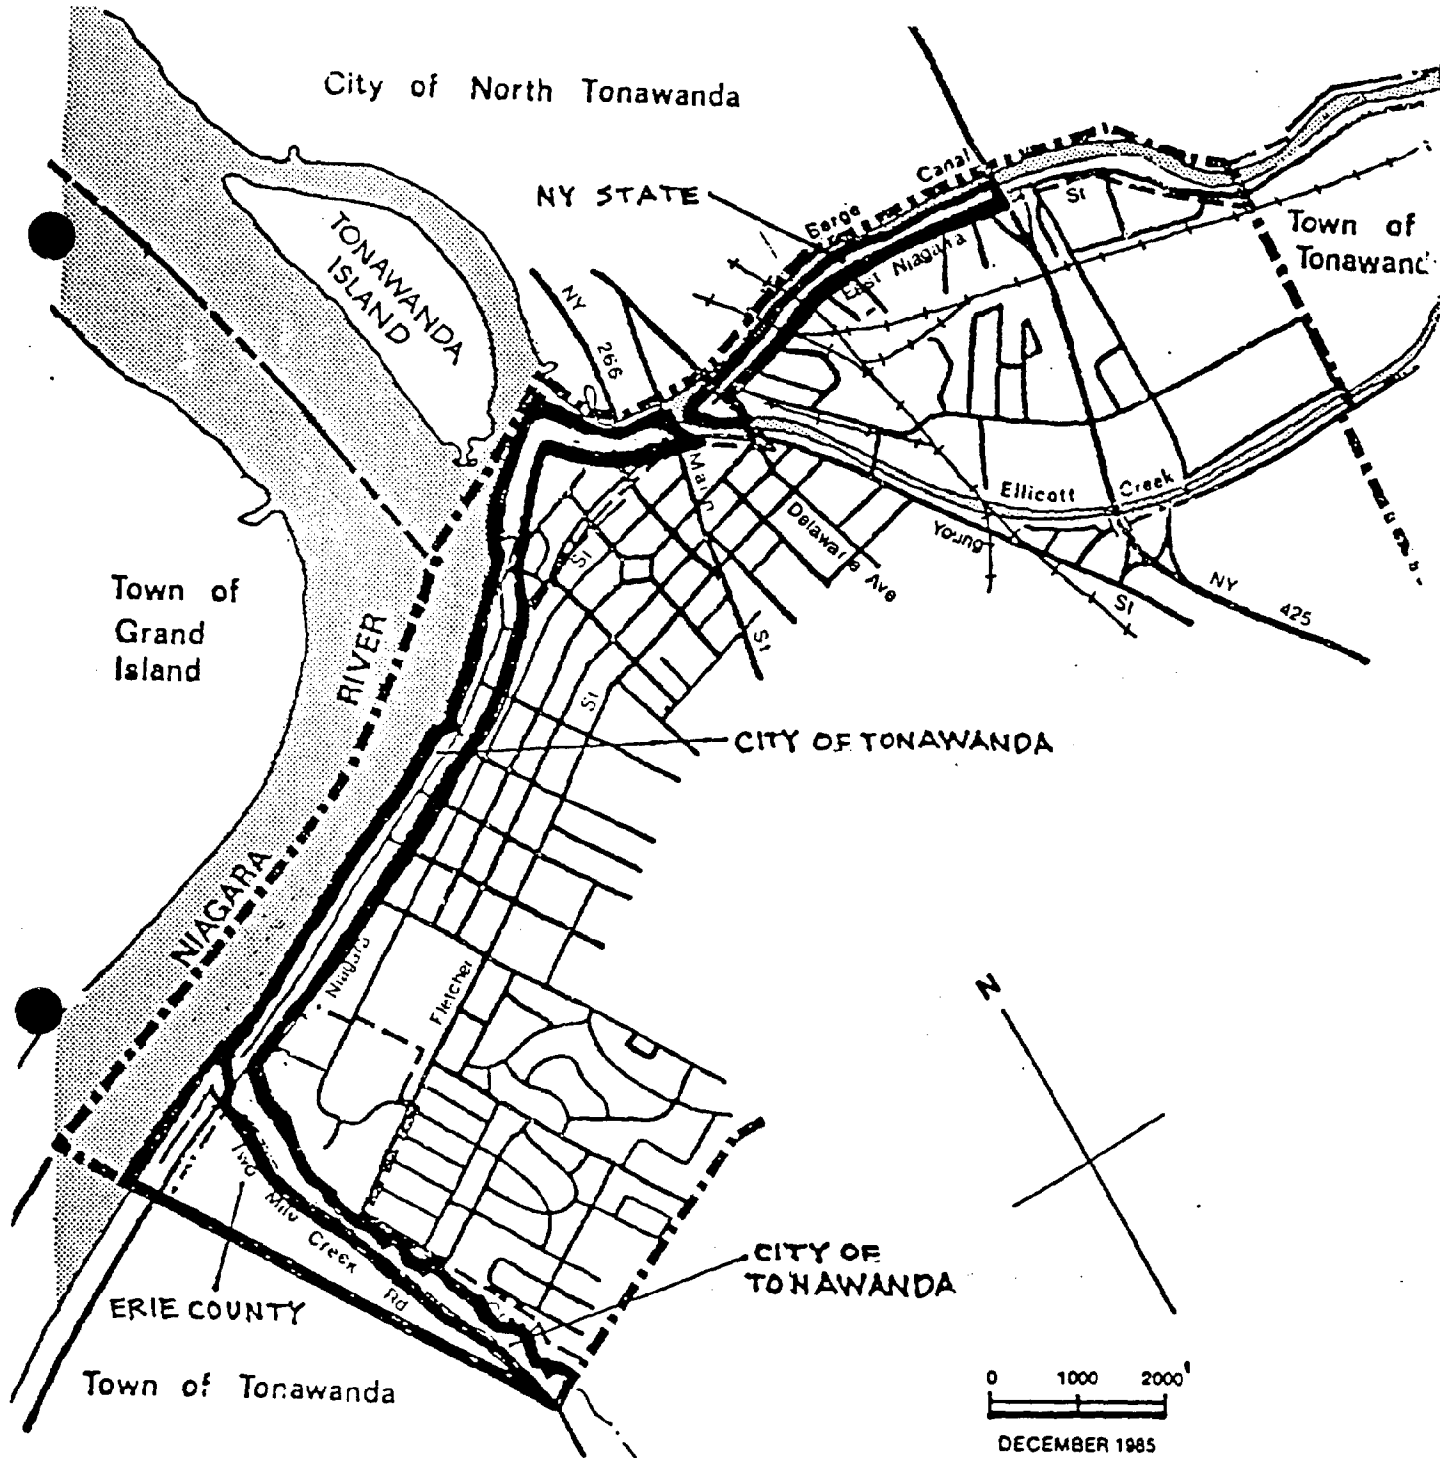 City of North Tonawanda
NY STATE
Barge
Canal
St
Town of
Tonawand
TONAWANDA
ISLAND
East Niagara
NY
266
Main
St
Delaware Ave
Ellicott Creek
Young
St
NY 425
St
St
Town of
Grand
Island
NIAGARA RIVER
CITY OF TONAWANDA
Niagara
Fletcher
N
Two Mile Creek Rd
CITY OF
TONAWANDA
ERIE COUNTY
Town of Tonawanda
0 1000 2000'
DECEMBER 1985